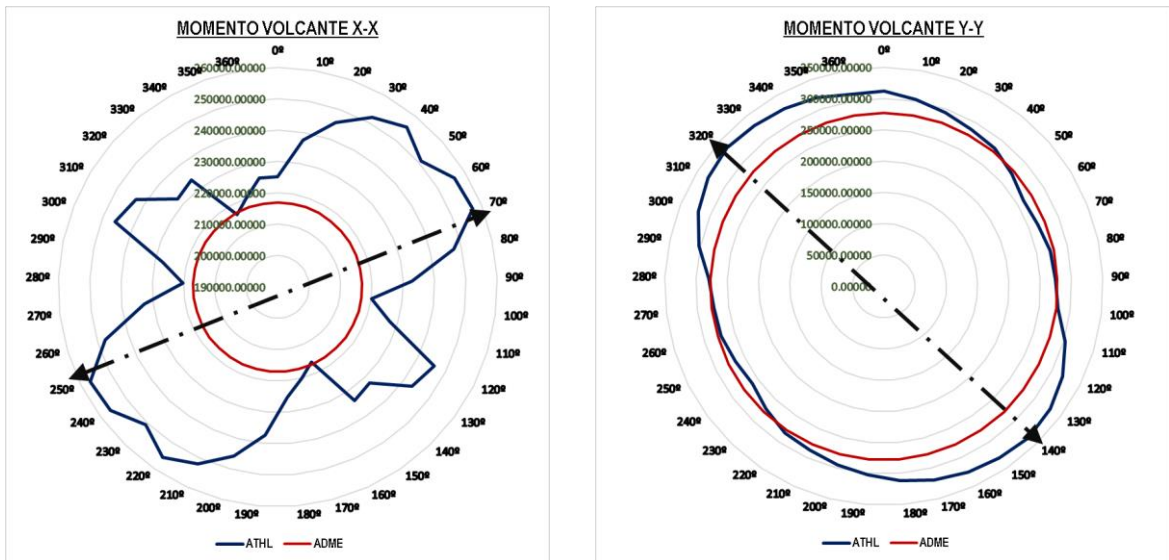 MOMENTO VOLCANTE X-X
0º
10º
20º
30º
40º
50º
60º
70º
80º
90º
100º
110º
120º
130º
140º
150º
160º
170º
180º
190º
200º
210º
220º
230º
240º
250º
260º
270º
280º
290º
300º
310º
320º
330º
340º
350º
360º
260000.00000
250000.00000
240000.00000
230000.00000
220000.00000
210000.00000
200000.00000
190000.00000
ATHL ADME
MOMENTO VOLCANTE Y-Y
0º
10º
20º
30º
40º
50º
60º
70º
80º
90º
100º
110º
120º
130º
140º
150º
160º
170º
180º
190º
200º
210º
220º
230º
240º
250º
260º
270º
280º
290º
300º
310º
320º
330º
340º
350º
360º
350000.00000
300000.00000
250000.00000
200000.00000
150000.00000
100000.00000
50000.00000
0.00000
ATHL ADME